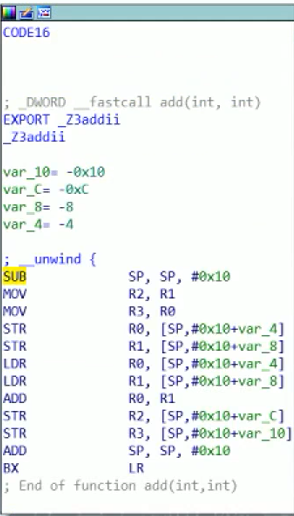 CODE16
; _DWORD __fastcall add(int, int)
EXPORT _Z3addii
_Z3addii
var_10= -0x10
var_C= -0xC
var_8= -8
var_4= -4
; __unwind {
SUB SP, SP, #0x10
MOV R2, R1
MOV R3, R0
STR R0, [SP,#0x10+var_4]
STR R1, [SP,#0x10+var_8]
LDR R0, [SP,#0x10+var_4]
LDR R1, [SP,#0x10+var_8]
ADD R0, R1
STR R2, [SP,#0x10+var_C]
STR R3, [SP,#0x10+var_10]
ADD SP, SP, #0x10
BX LR
; End of function add(int,int)